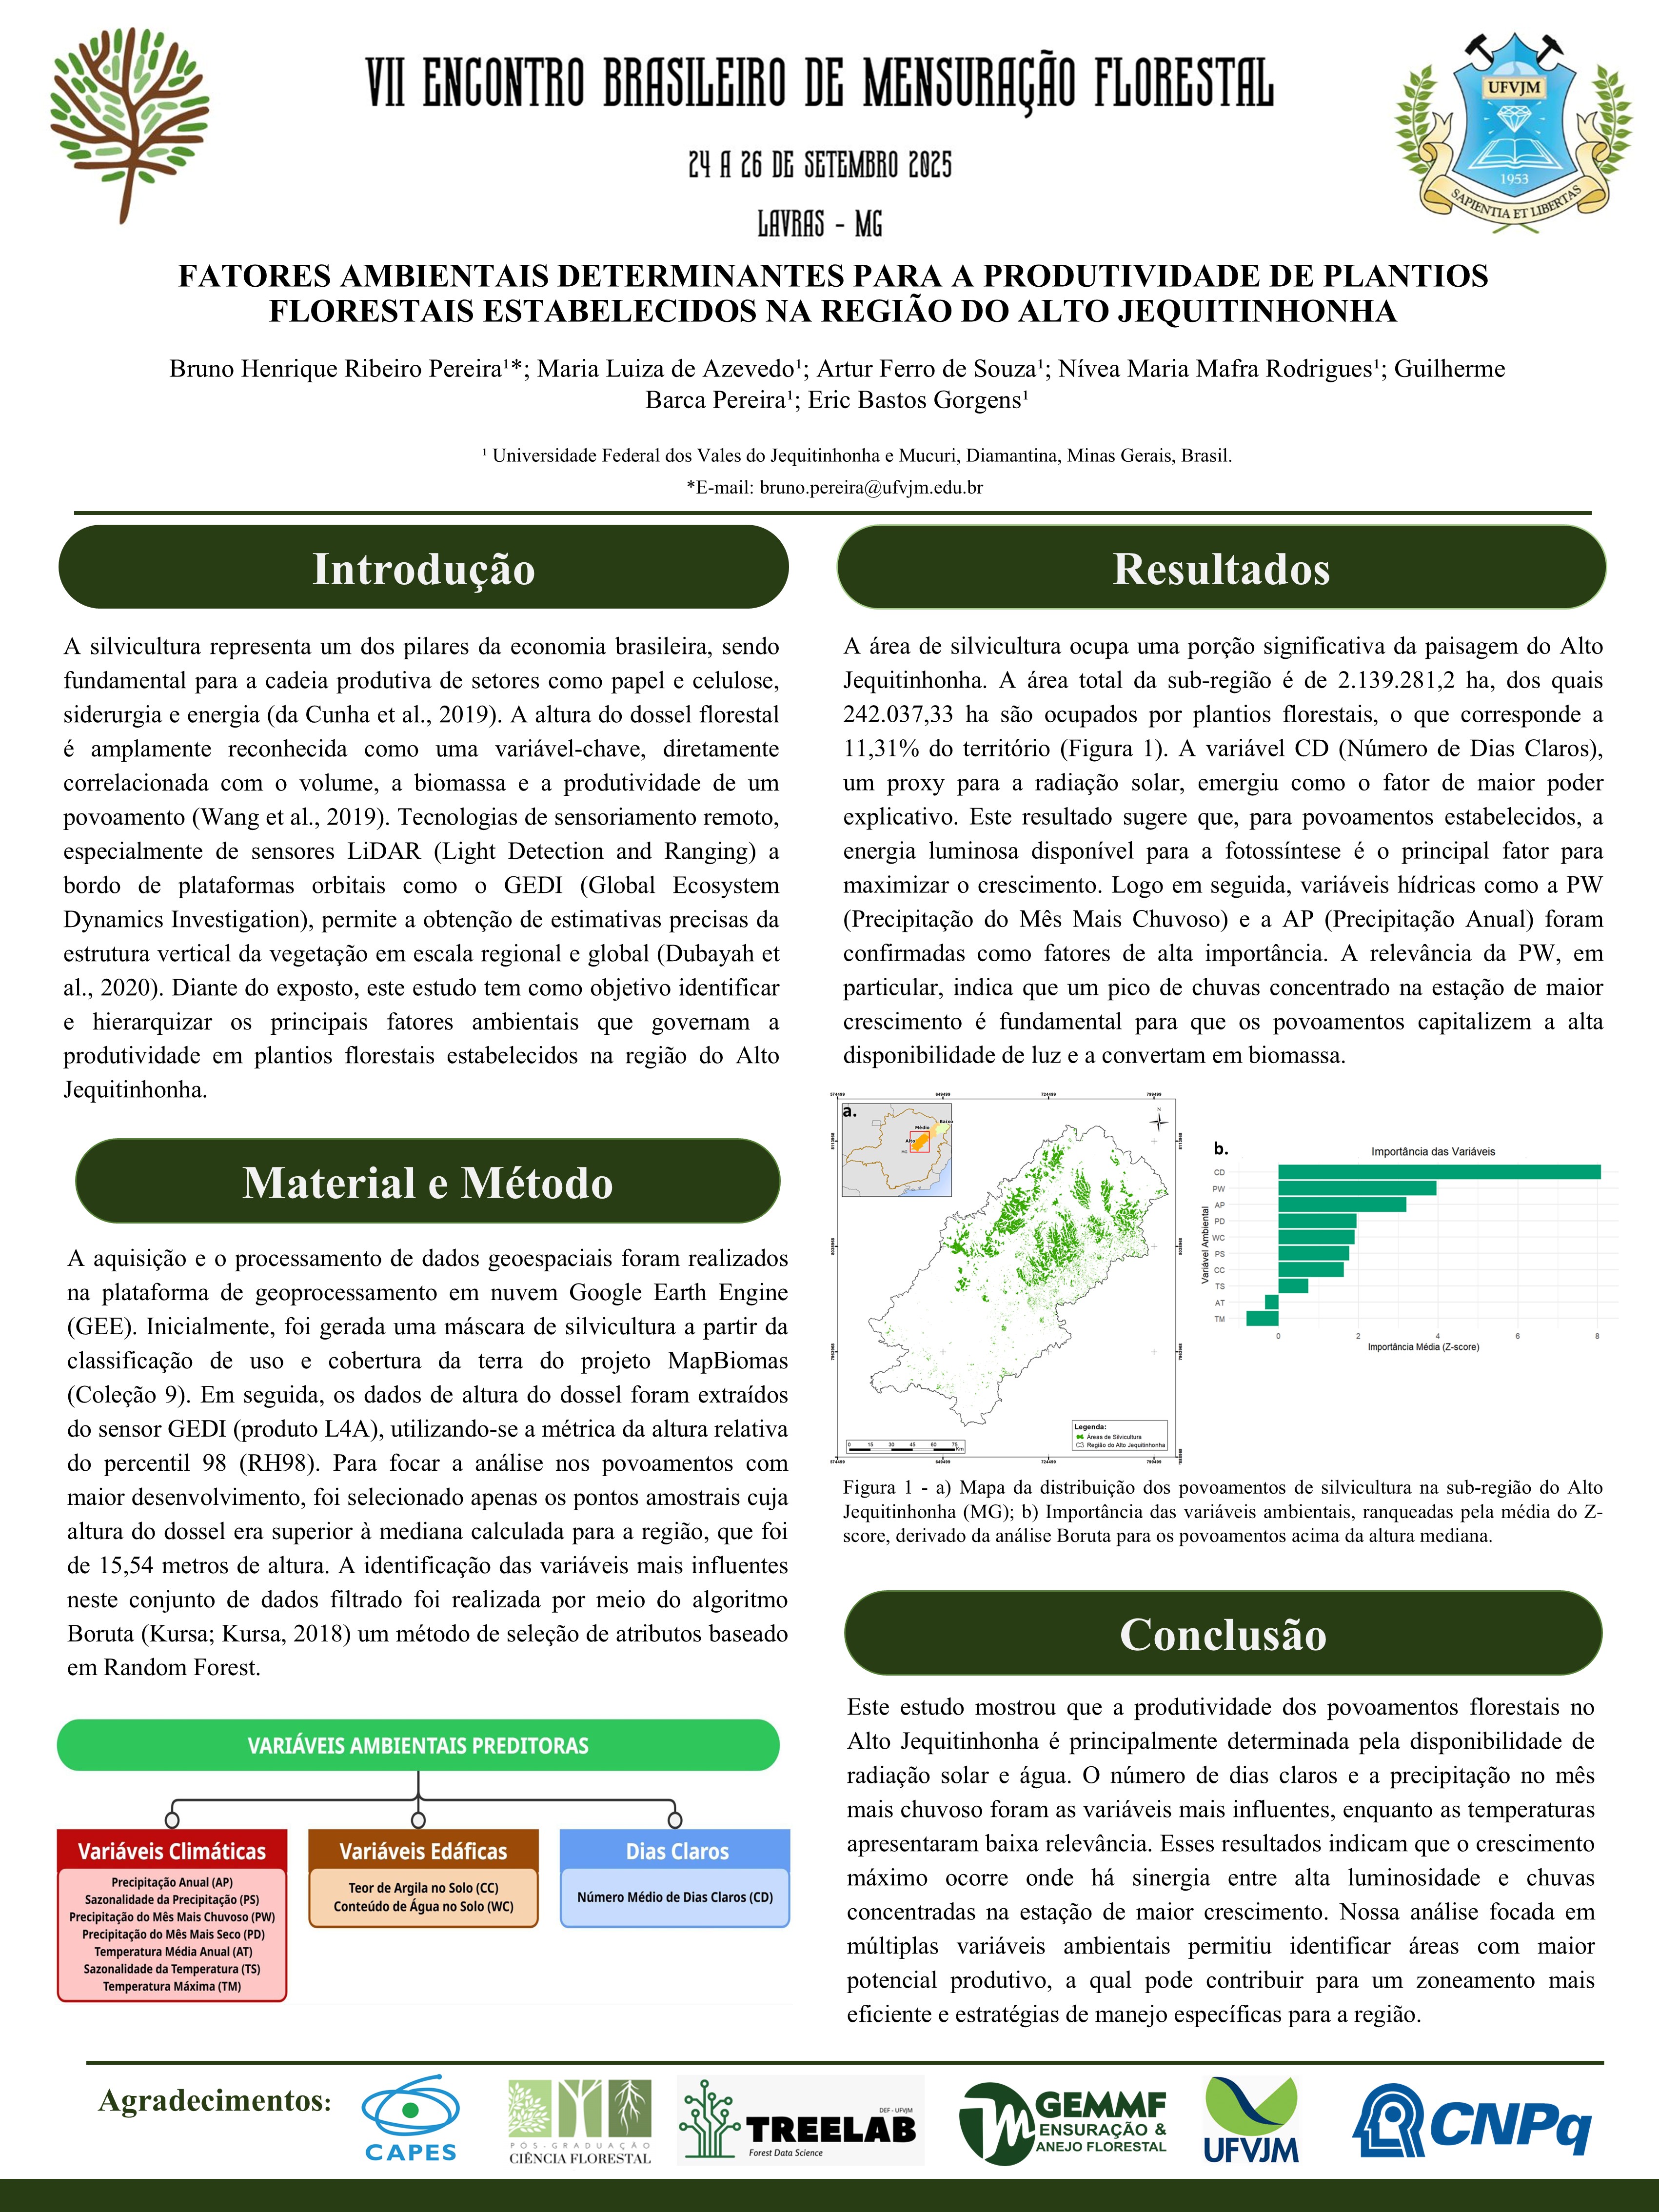 VII ENCONTRO BRASILEIRO DE MENSURAÇÃO FLORESTAL
24 A 26 DE SETEMBRO 2025
LAVRAS - MG
UFVJM
1953
SAPIENTIA ET LIBERTAS
FATORES AMBIENTAIS DETERMINANTES PARA A PRODUTIVIDADE DE PLANTIOS
FLORESTAIS ESTABELECIDOS NA REGIÃO DO ALTO JEQUITINHONHA
Bruno Henrique Ribeiro Pereira¹*; Maria Luiza de Azevedo¹; Artur Ferro de Souza¹; Nívea Maria Mafra Rodrigues¹; Guilherme
Barca Pereira¹; Eric Bastos Gorgens¹
¹ Universidade Federal dos Vales do Jequitinhonha e Mucuri, Diamantina, Minas Gerais, Brasil.
*E-mail: bruno.pereira@ufvjm.edu.br
Introdução
A silvicultura representa um dos pilares da economia brasileira, sendo
fundamental para a cadeia produtiva de setores como papel e celulose,
siderurgia e energia (da Cunha et al., 2019). A altura do dossel florestal
é amplamente reconhecida como uma variável-chave, diretamente
correlacionada com o volume, a biomassa e a produtividade de um
povoamento (Wang et al., 2019). Tecnologias de sensoriamento remoto,
especialmente de sensores LiDAR (Light Detection and Ranging) a
bordo de plataformas orbitais como o GEDI (Global Ecosystem
Dynamics Investigation), permite a obtenção de estimativas precisas da
estrutura vertical da vegetação em escala regional e global (Dubayah et
al., 2020). Diante do exposto, este estudo tem como objetivo identificar
e hierarquizar os principais fatores ambientais que governam a
produtividade em plantios florestais estabelecidos na região do Alto
Jequitinhonha.
Material e Método
A aquisição e o processamento de dados geoespaciais foram realizados
na plataforma de geoprocessamento em nuvem Google Earth Engine
(GEE). Inicialmente, foi gerada uma máscara de silvicultura a partir da
classificação de uso e cobertura da terra do projeto MapBiomas
(Coleção 9). Em seguida, os dados de altura do dossel foram extraídos
do sensor GEDI (produto L4A), utilizando-se a métrica da altura relativa
do percentil 98 (RH98). Para focar a análise nos povoamentos com
maior desenvolvimento, foi selecionado apenas os pontos amostrais cuja
altura do dossel era superior à mediana calculada para a região, que foi
de 15,54 metros de altura. A identificação das variáveis mais influentes
neste conjunto de dados filtrado foi realizada por meio do algoritmo
Boruta (Kursa; Kursa, 2018) um método de seleção de atributos baseado
em Random Forest.
VARIÁVEIS AMBIENTAIS PREDITORAS
Variáveis Climáticas
Precipitação Anual (AP)
Sazonalidade da Precipitação (PS)
Precipitação do Mês Mais Chuvoso (PW)
Precipitação do Mês Mais Seco (PD)
Temperatura Média Anual (AT)
Sazonalidade da Temperatura (TS)
Temperatura Máxima (TM)
Variáveis Edáficas
Teor de Argila no Solo (CC)
Conteúdo de Água no Solo (WC)
Dias Claros
Número Médio de Dias Claros (CD)
Resultados
A área de silvicultura ocupa uma porção significativa da paisagem do Alto
Jequitinhonha. A área total da sub-região é de 2.139.281,2 ha, dos quais
242.037,33 ha são ocupados por plantios florestais, o que corresponde a
11,31% do território (Figura 1). A variável CD (Número de Dias Claros),
um proxy para a radiação solar, emergiu como o fator de maior poder
explicativo. Este resultado sugere que, para povoamentos estabelecidos, a
energia luminosa disponível para a fotossíntese é o principal fator para
maximizar o crescimento. Logo em seguida, variáveis hídricas como a PW
(Precipitação do Mês Mais Chuvoso) e a AP (Precipitação Anual) foram
confirmadas como fatores de alta importância. A relevância da PW, em
particular, indica que um pico de chuvas concentrado na estação de maior
crescimento é fundamental para que os povoamentos capitalizem a alta
disponibilidade de luz e a convertam em biomassa.
574499 649499 724499 799499
a.
Médio
Baixo
Alto
MG
N
Legenda:
Áreas de Silvicultura
Região do Alto Jequitinhonha
0 15 30 45 60 75
Km
574499 649499 724499 799499
b.
Importância das Variáveis
Variável Ambiental
CD
PW
AP
PD
WC
PS
CC
TS
AT
TM
0 2 4 6 8
Importância Média (Z-score)
Figura 1 - a) Mapa da distribuição dos povoamentos de silvicultura na sub-região do Alto
Jequitinhonha (MG); b) Importância das variáveis ambientais, ranqueadas pela média do Z-
score, derivado da análise Boruta para os povoamentos acima da altura mediana.
Conclusão
Este estudo mostrou que a produtividade dos povoamentos florestais no
Alto Jequitinhonha é principalmente determinada pela disponibilidade de
radiação solar e água. O número de dias claros e a precipitação no mês
mais chuvoso foram as variáveis mais influentes, enquanto as temperaturas
apresentaram baixa relevância. Esses resultados indicam que o crescimento
máximo ocorre onde há sinergia entre alta luminosidade e chuvas
concentradas na estação de maior crescimento. Nossa análise focada em
múltiplas variáveis ambientais permitiu identificar áreas com maior
potencial produtivo, a qual pode contribuir para um zoneamento mais
eficiente e estratégias de manejo específicas para a região.
Agradecimentos:
CAPES
PÓS-GRADUAÇÃO
CIÊNCIA FLORESTAL
DEF - UFVJM
TREELAB
Forest Data Science
GEMMF
ENSURAÇÃO &
ANEJO FLORESTAL
UFVJM
CNPq